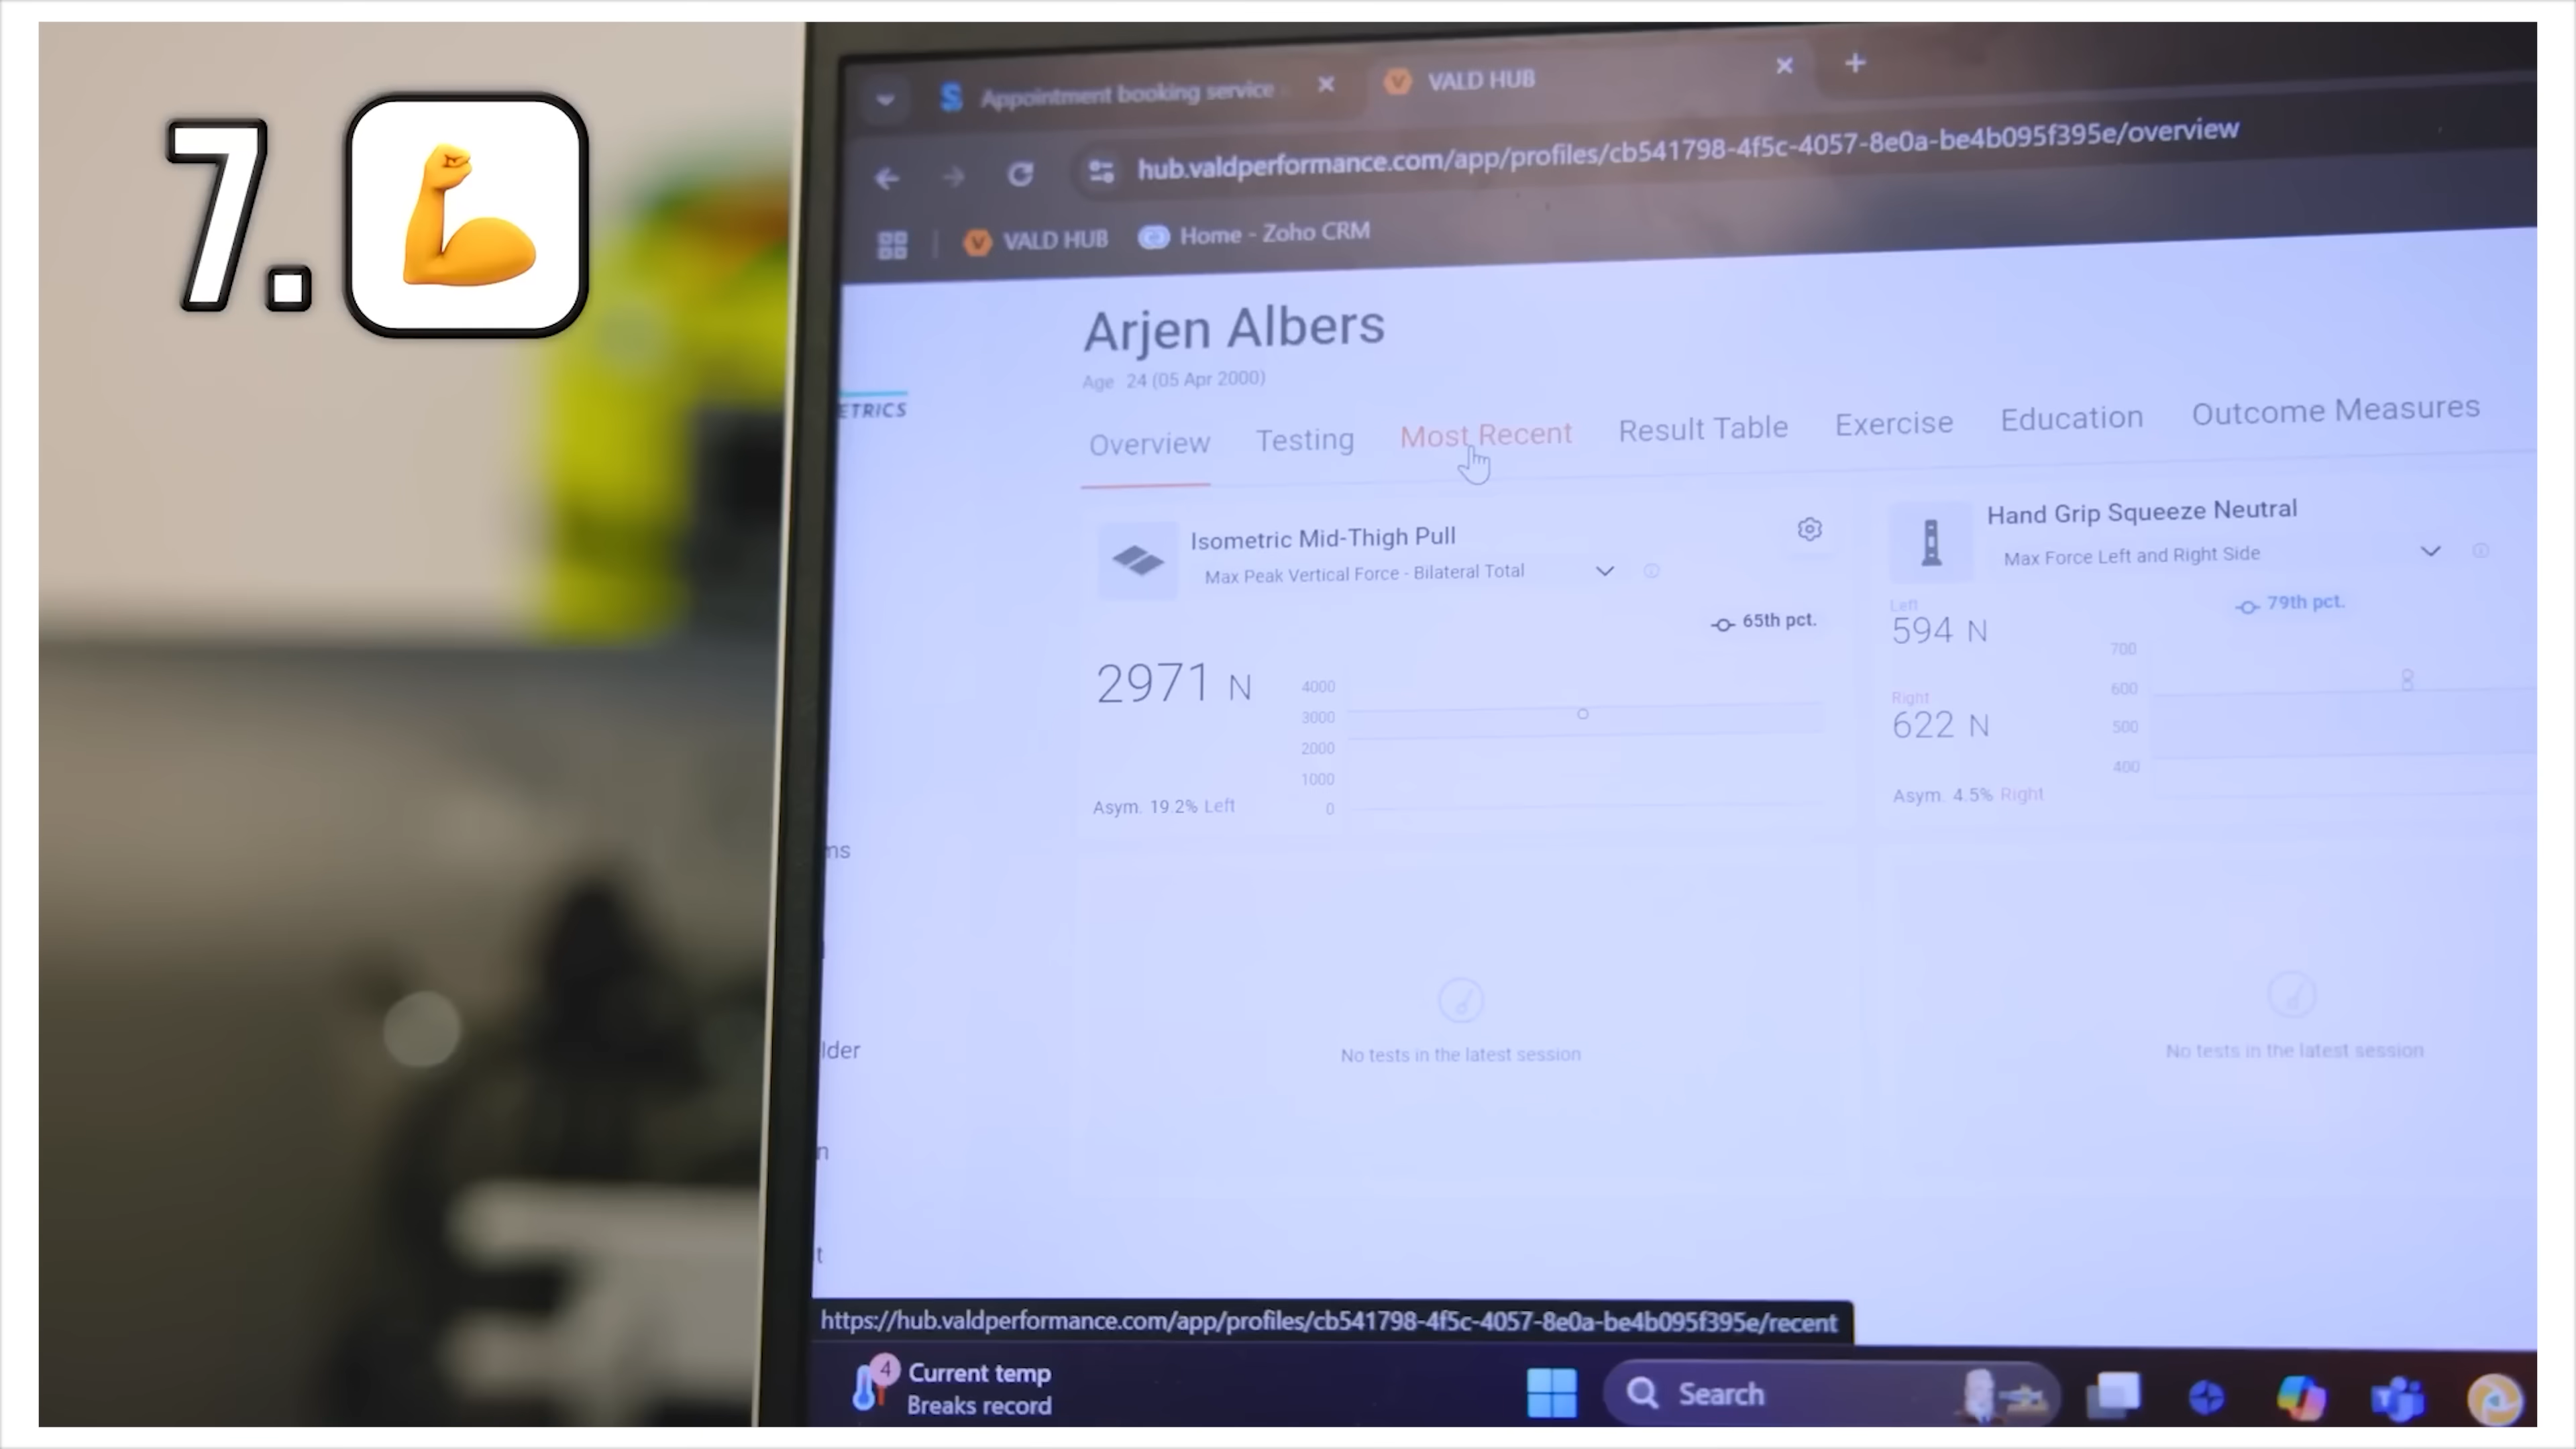 7.
Appointment booking service
VALD HUB
hub.valdperformance.com/app/profiles/cb541798-4f5c-4057-8e0a-be4b095f395e/overview
VALD HUB
Home - Zoho CRM
Arjen Albers
Age 24 (05 Apr 2000)
ETRICS
Overview Testing Most Recent Result Table Exercise Education Outcome Measures
Isometric Mid-Thigh Pull
Max Peak Vertical Force - Bilateral Total
65th pct.
2971 N
4000
3000
2000
1000
0
Asym. 19.2% Left
Hand Grip Squeeze Neutral
Max Force Left and Right Side
79th pct.
Left
594 N
Right
622 N
700
600
500
400
Asym. 4.5% Right
ms
lder
n
t
No tests in the latest session
No tests in the latest session
https://hub.valdperformance.com/app/profiles/cb541798-4f5c-4057-8e0a-be4b095f395e/recent
4
Current temp
Breaks record
Search